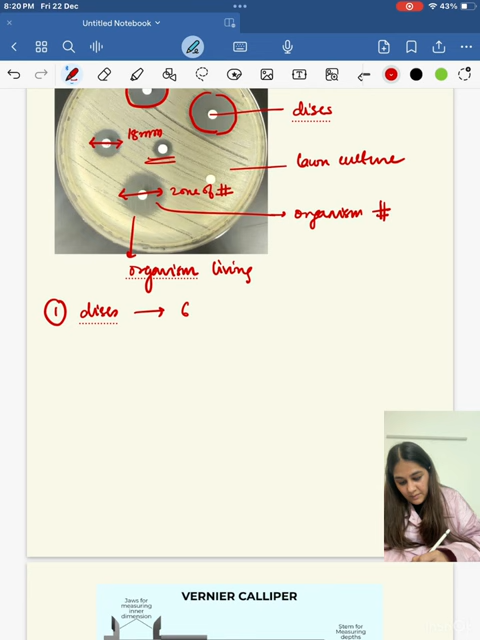 8:20 PM Fri 22 Dec
43%
Untitled Notebook
discs
18mm
lawn culture
zone of #
organism #
organism living
1 discs → 6
VERNIER CALLIPER
Jaws for
measuring
inner
dimension
Stem for
Measuring
depths